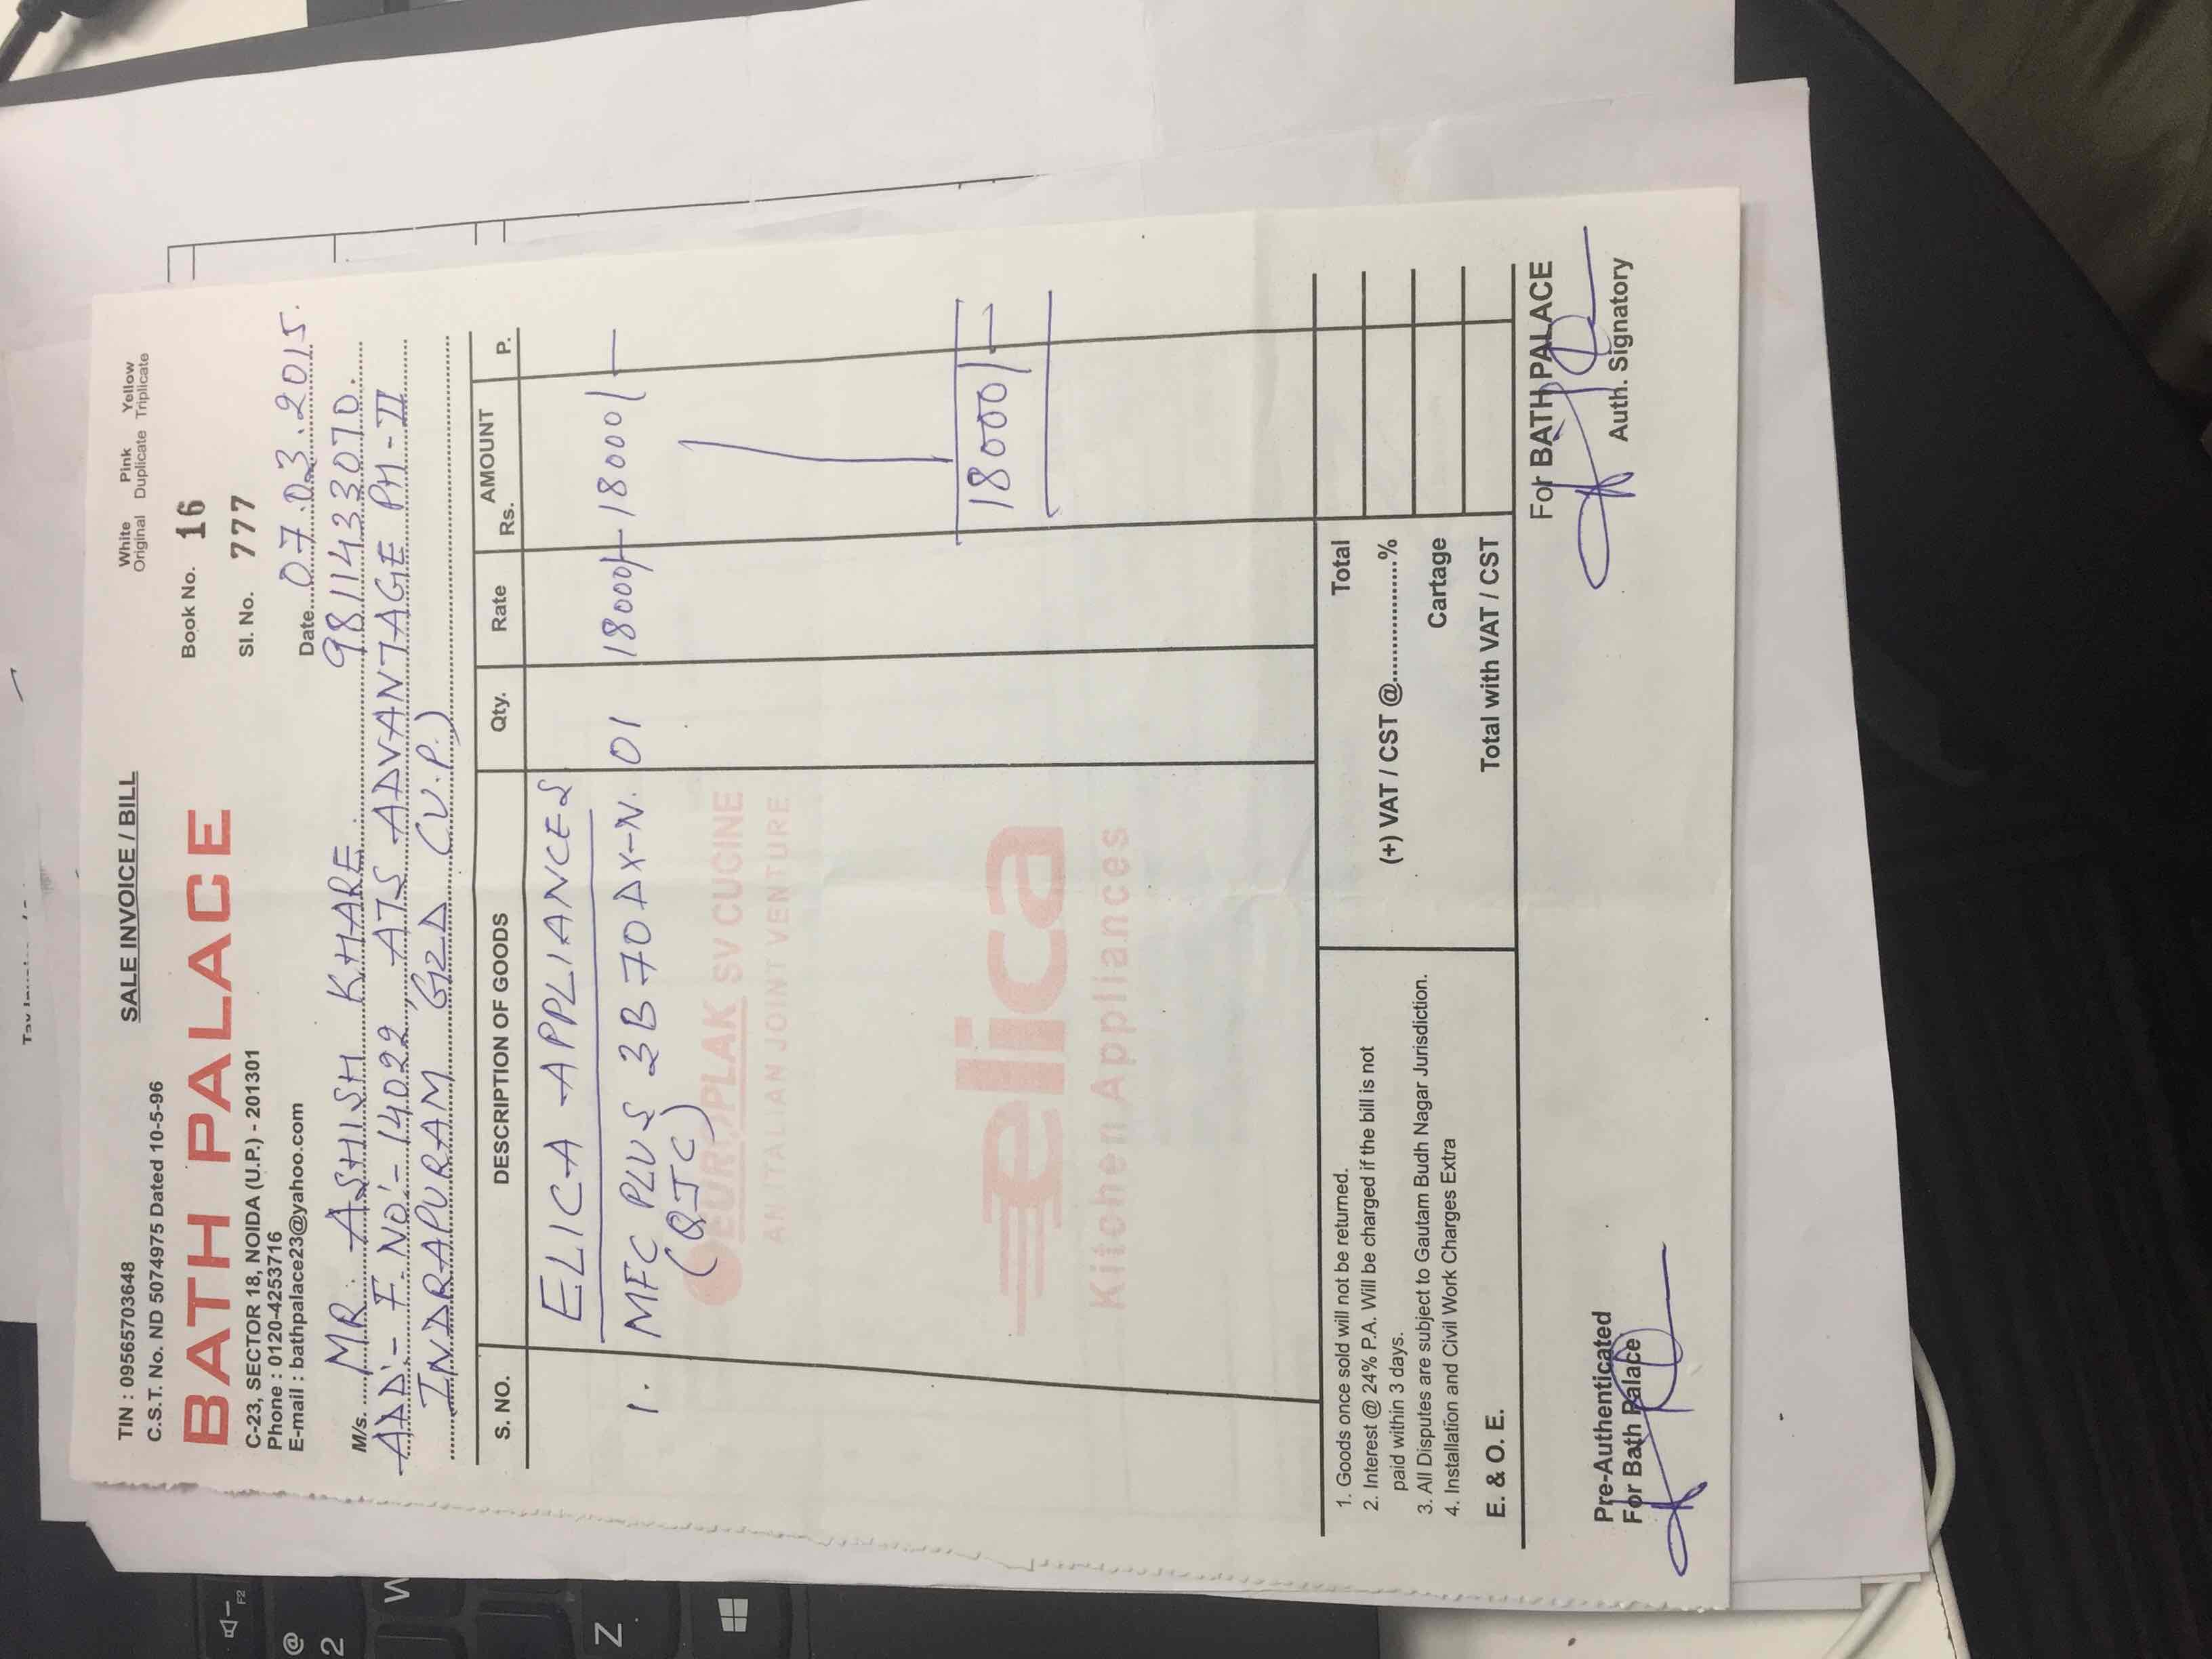 TIN : 09565703648
SALE INVOICE / BILL
White Pink Yellow
Original Duplicate Triplicate
C.S.T. No. ND 5074975 Dated 10-5-96
BATH PALACE
Book No. 16
C-23, SECTOR 18, NOIDA (U.P.) - 201301
Sl. No. 777
Phone : 0120-4253716
E-mail : bathpalace23@yahoo.com
Date 07.03.2015.
M/s. MR. ASHISH KHARE 9811433070.
ADD:- F. NO:- 14022, ATS ADVANTAGE PH-II
INDRAPURAM GZD (U.P.)
S. NO. DESCRIPTION OF GOODS Qty. Rate AMOUNT
Rs. P.
ELICA APPLIANCES
1. MFC PLUS 3B 70 DX-N. 01 18000/- 18000/-
(QJC)
EUROPLAK SV CUCINE
AN ITALIAN JOINT VENTURE
18000/-
elica
Kitchen Appliances
1. Goods once sold will not be returned.
2. Interest @ 24% P.A. Will be charged if the bill is not
paid within 3 days.
3. All Disputes are subject to Gautam Budh Nagar Jurisdiction.
4. Installation and Civil Work Charges Extra
E. & O. E.
Total
(+) VAT / CST @...................%
Cartage
Total with VAT / CST
For BATH PALACE
Auth. Signatory
Pre-Authenticated
For Bath Palace
@
2
F2
W
Z